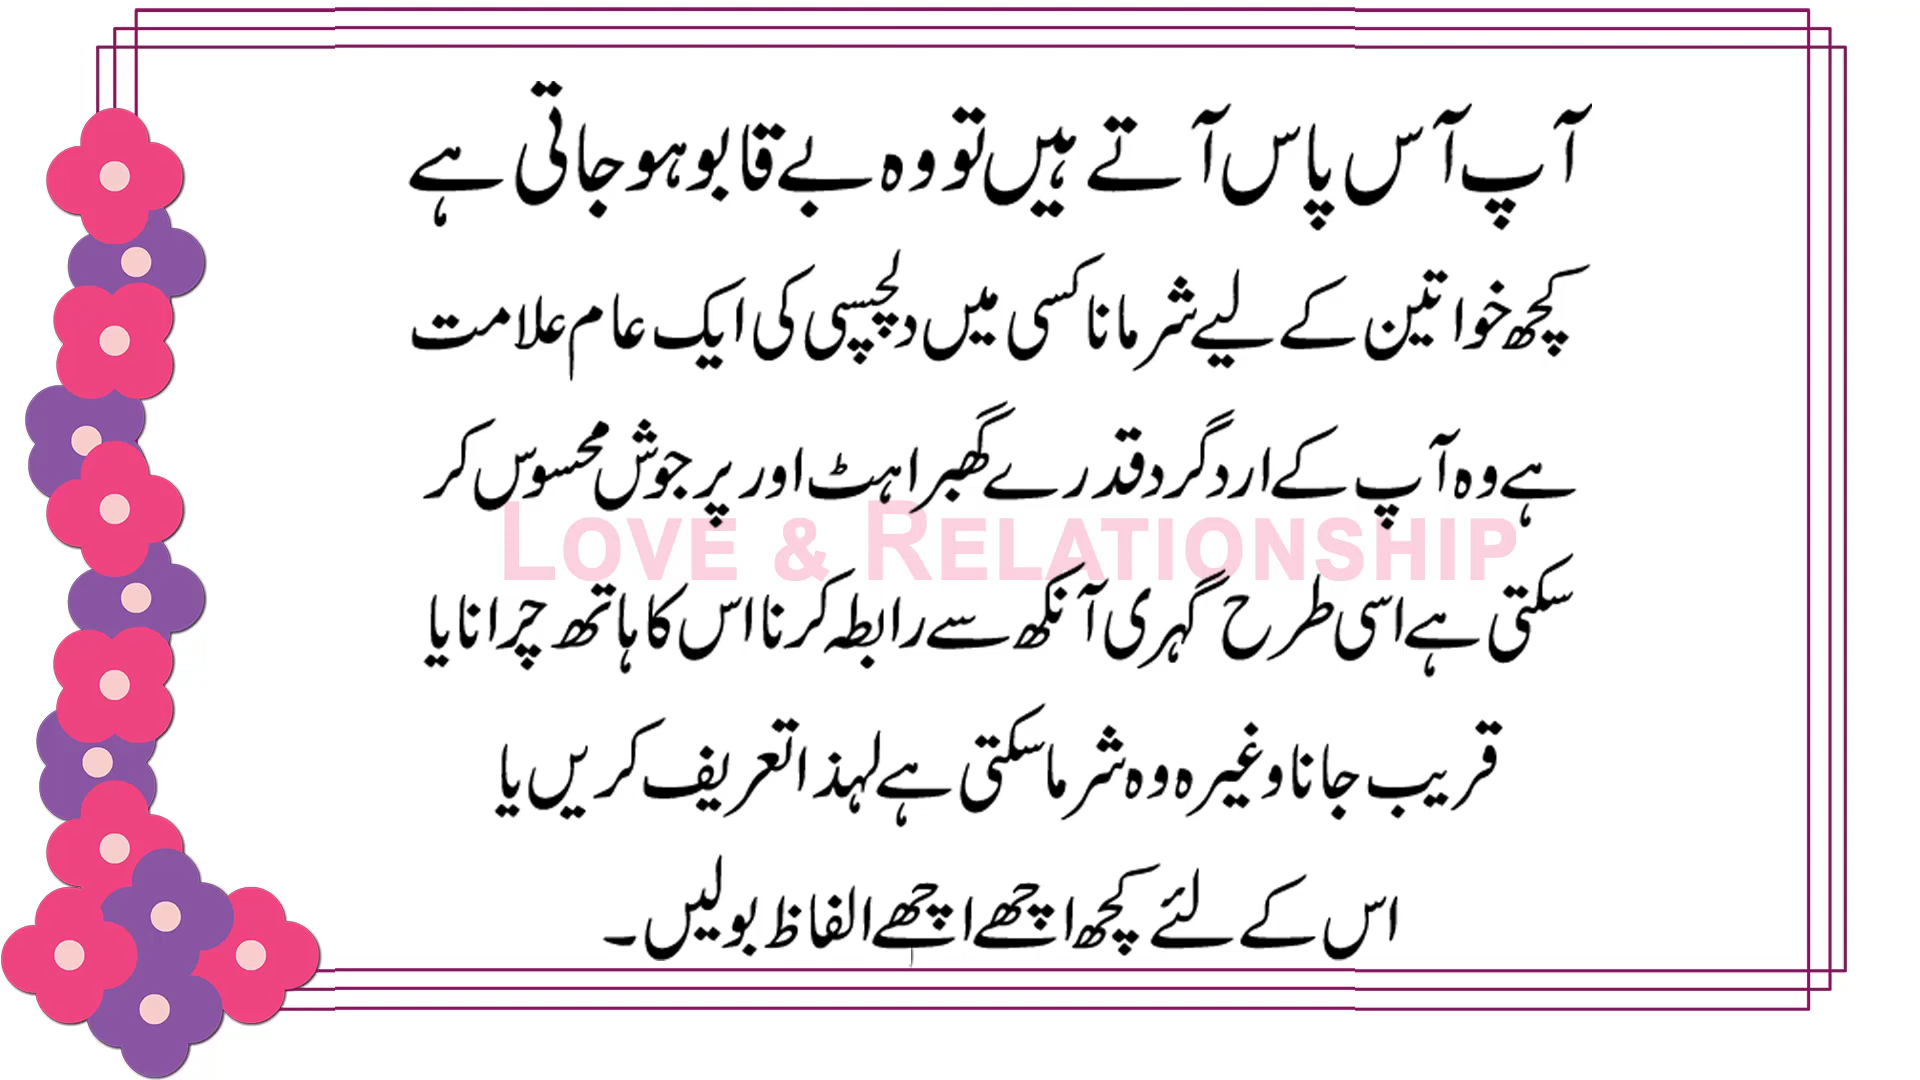 آپ آس پاس آتے ہیں تو وہ بے قابو ہو جاتی ہے
کچھ خواتین کے لیے شرمانا کسی میں دلچسپی کی ایک عام علامت
ہے وہ آپ کے ارد گرد قدرے گھبراہٹ اور پر جوش محسوس کر
LOVE & RELATIONSHIP
سکتی ہے اسی طرح گہری آنکھ سے رابطہ کرنا اس کا ہاتھ چرانا یا
قریب جانا وغیرہ وہ شرما سکتی ہے لہذا تعریف کریں یا
اس کے لئے کچھ اچھے اچھے الفاظ بولیں۔